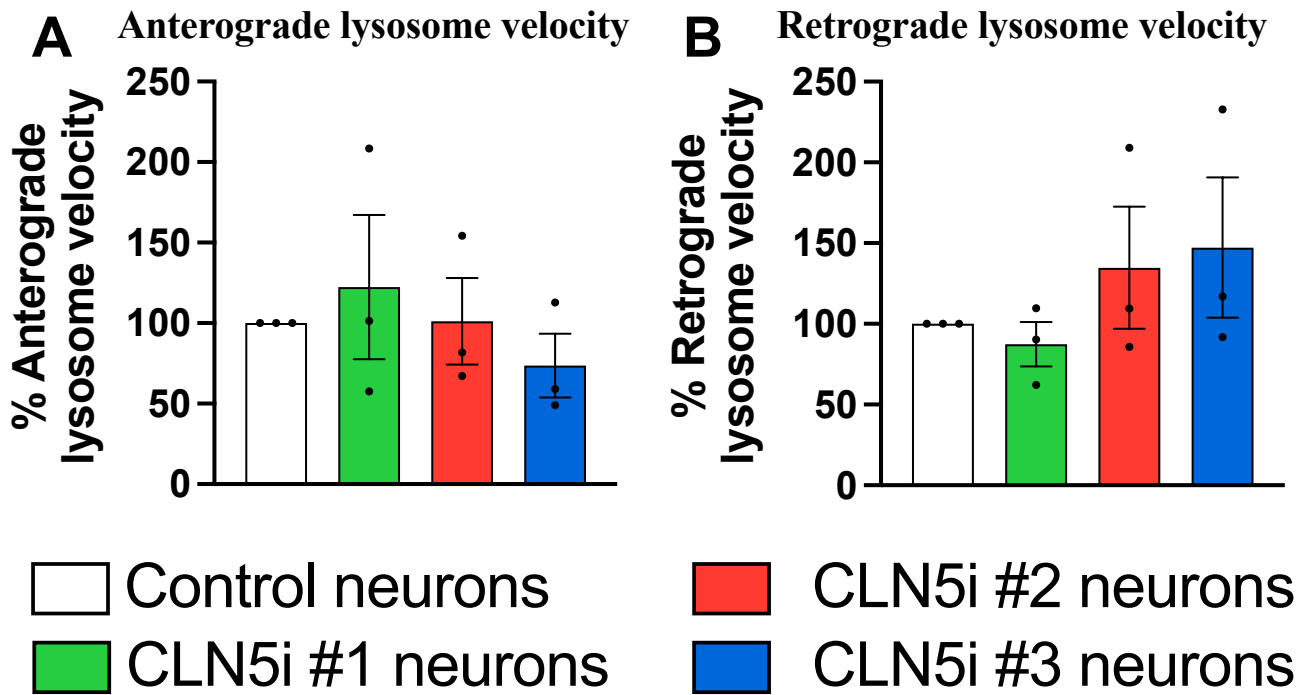 A Anterograde lysosome velocity
% Anterograde
lysosome velocity
250
200
150
100
50
0
B Retrograde lysosome velocity
% Retrograde
lysosome velocity
250
200
150
100
50
0
Control neurons
CLN5i #1 neurons
CLN5i #2 neurons
CLN5i #3 neurons